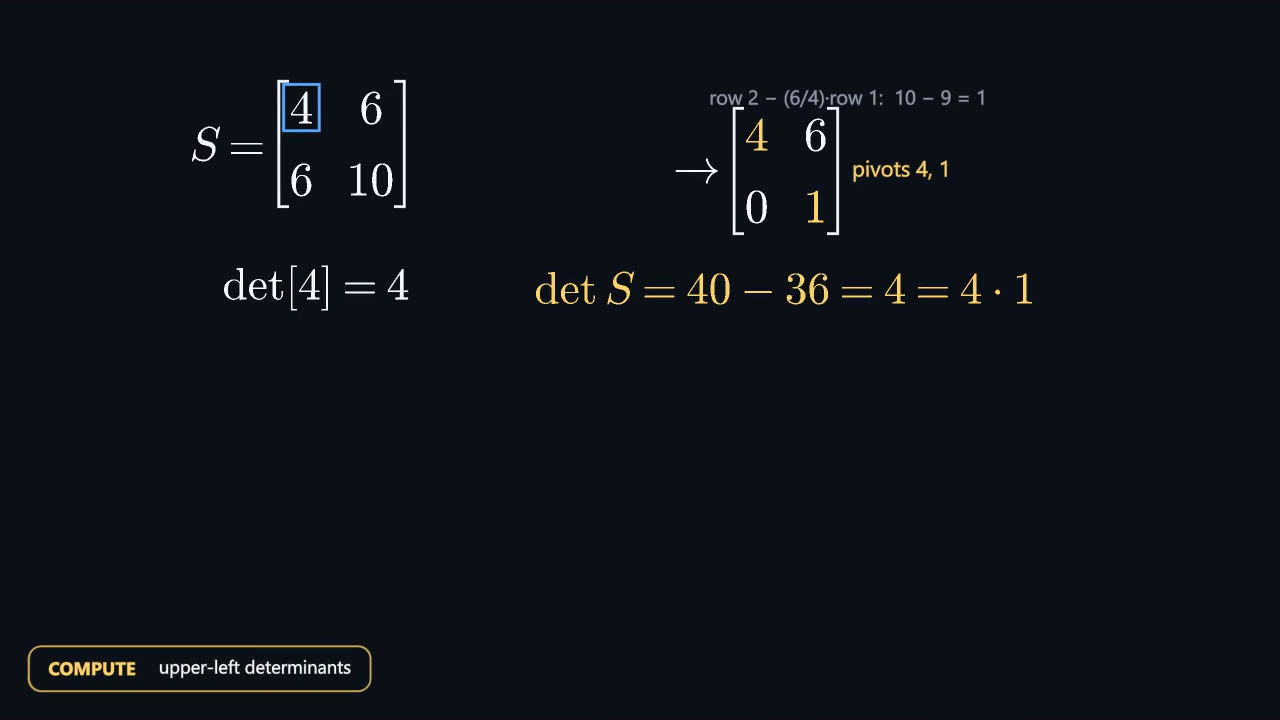 S = [4 6
6 10]
row 2 − (6/4)·row 1: 10 − 9 = 1
→ [4 6
0 1] pivots 4, 1
det[4] = 4
det S = 40 − 36 = 4 = 4 · 1
COMPUTE upper-left determinants